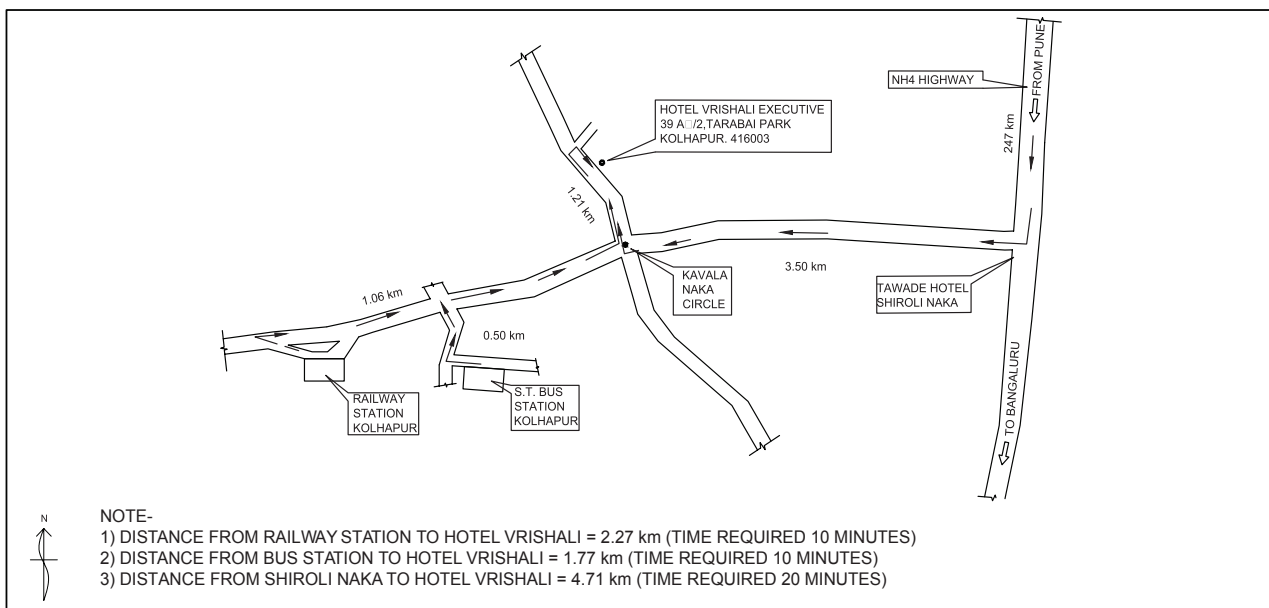 FROM PUNE
NH4 HIGHWAY
247 km
HOTEL VRISHALI EXECUTIVE
39 A□/2,TARABAI PARK
KOLHAPUR. 416003
1.21 km
3.50 km
KAVALA
NAKA
CIRCLE
TAWADE HOTEL
SHIROLI NAKA
1.06 km
0.50 km
RAILWAY
STATION
KOLHAPUR
S.T. BUS
STATION
KOLHAPUR
TO BANGALURU
N
NOTE-
1) DISTANCE FROM RAILWAY STATION TO HOTEL VRISHALI = 2.27 km (TIME REQUIRED 10 MINUTES)
2) DISTANCE FROM BUS STATION TO HOTEL VRISHALI = 1.77 km (TIME REQUIRED 10 MINUTES)
3) DISTANCE FROM SHIROLI NAKA TO HOTEL VRISHALI = 4.71 km (TIME REQUIRED 20 MINUTES)